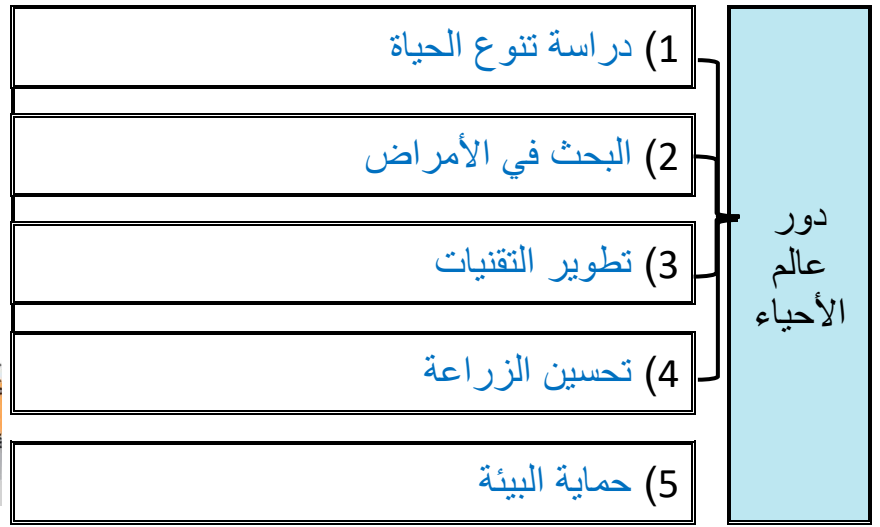 دور
عالم
الأحياء
1) دراسة تنوع الحياة
2) البحث في الأمراض
3) تطوير التقنيات
4) تحسين الزراعة
5) حماية البيئة